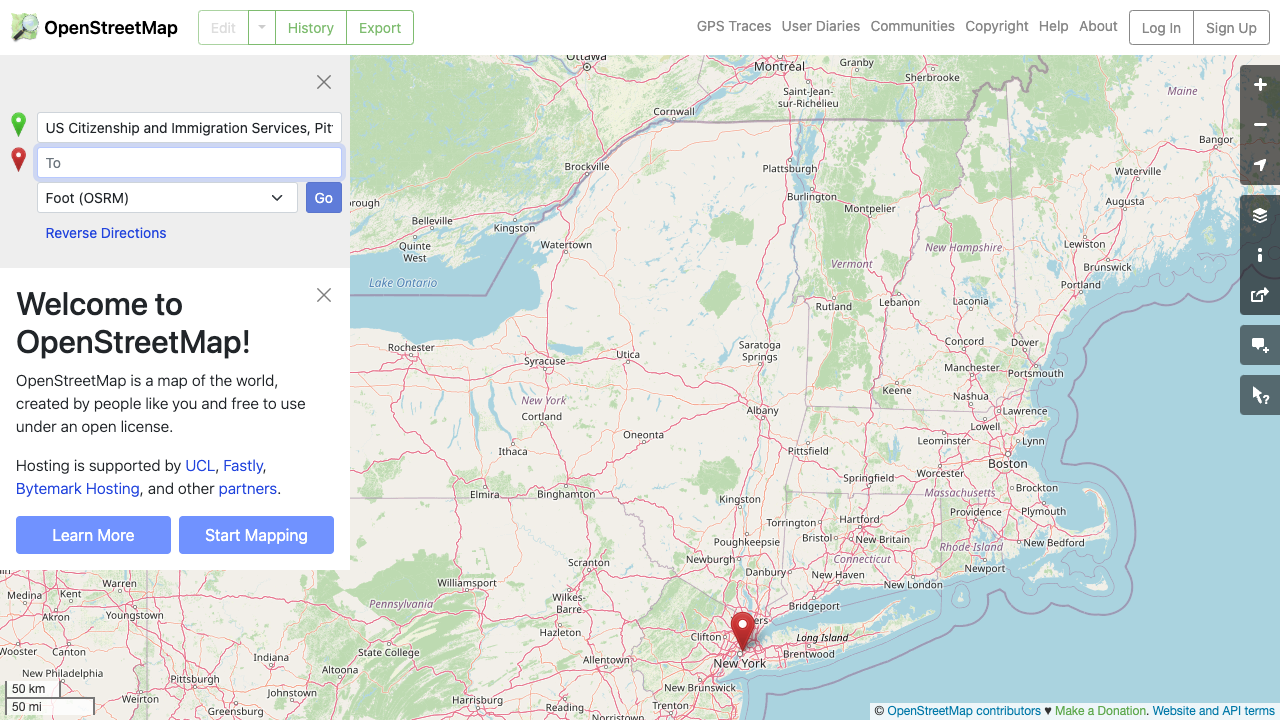 OpenStreetMap
Edit
History
Export
GPS Traces
User Diaries
Communities
Copyright
Help
About
Log In
Sign Up
US Citizenship and Immigration Services, Pit
To
Foot (OSRM)
Go
Reverse Directions
Welcome to
OpenStreetMap!
OpenStreetMap is a map of the world,
created by people like you and free to use
under an open license.
Hosting is supported by UCL, Fastly,
Bytemark Hosting, and other partners.
Learn More
Start Mapping
Ottawa
Montréal
Granby
Sherbrooke
Saint-Jean-
sur-Richelieu
Maine
Cornwall
Bangor
Brockville
Plattsburgh
Waterville
Burlington
Montpelier
Augusta
Belleville
Kingston
Quinte
West
Watertown
New Hampshire
Lewiston
Vermont
Brunswick
Lake Ontario
Portland
Rutland
Lebanon
Laconia
Rochester
Syracuse
Utica
Saratoga
Springs
Concord
Dover
Manchester
Portsmouth
Keene
Nashua
New York
Cortland
Albany
Lawrence
Lowell
Oneonta
Leominster
Lynn
Ithaca
Pittsfield
Boston
Worcester
Springfield
Elmira
Binghamton
Kingston
Massachusetts
Brockton
Providence
Plymouth
Torrington
Hartford
Poughkeepsie
Bristol
New Britain
Rhode Island
New Bedford
Newburgh
Danbury
Connecticut
Newport
Scranton
New Haven
New London
Warren
Williamsport
Medina
Kent
Youngstown
Akron
Pennsylvania
Wilkes-
Barre
Bridgeport
Hazleton
Clifton
Long Island
Wooster
Canton
State College
Indiana
Allentown
New York
Brentwood
New Philadelphia
Altoona
Pittsburgh
Weirton
Johnstown
Greensburg
Harrisburg
Reading
New Brunswick
Trenton
Norristown
50 km
50 mi
© OpenStreetMap contributors ♥ Make a Donation. Website and API terms